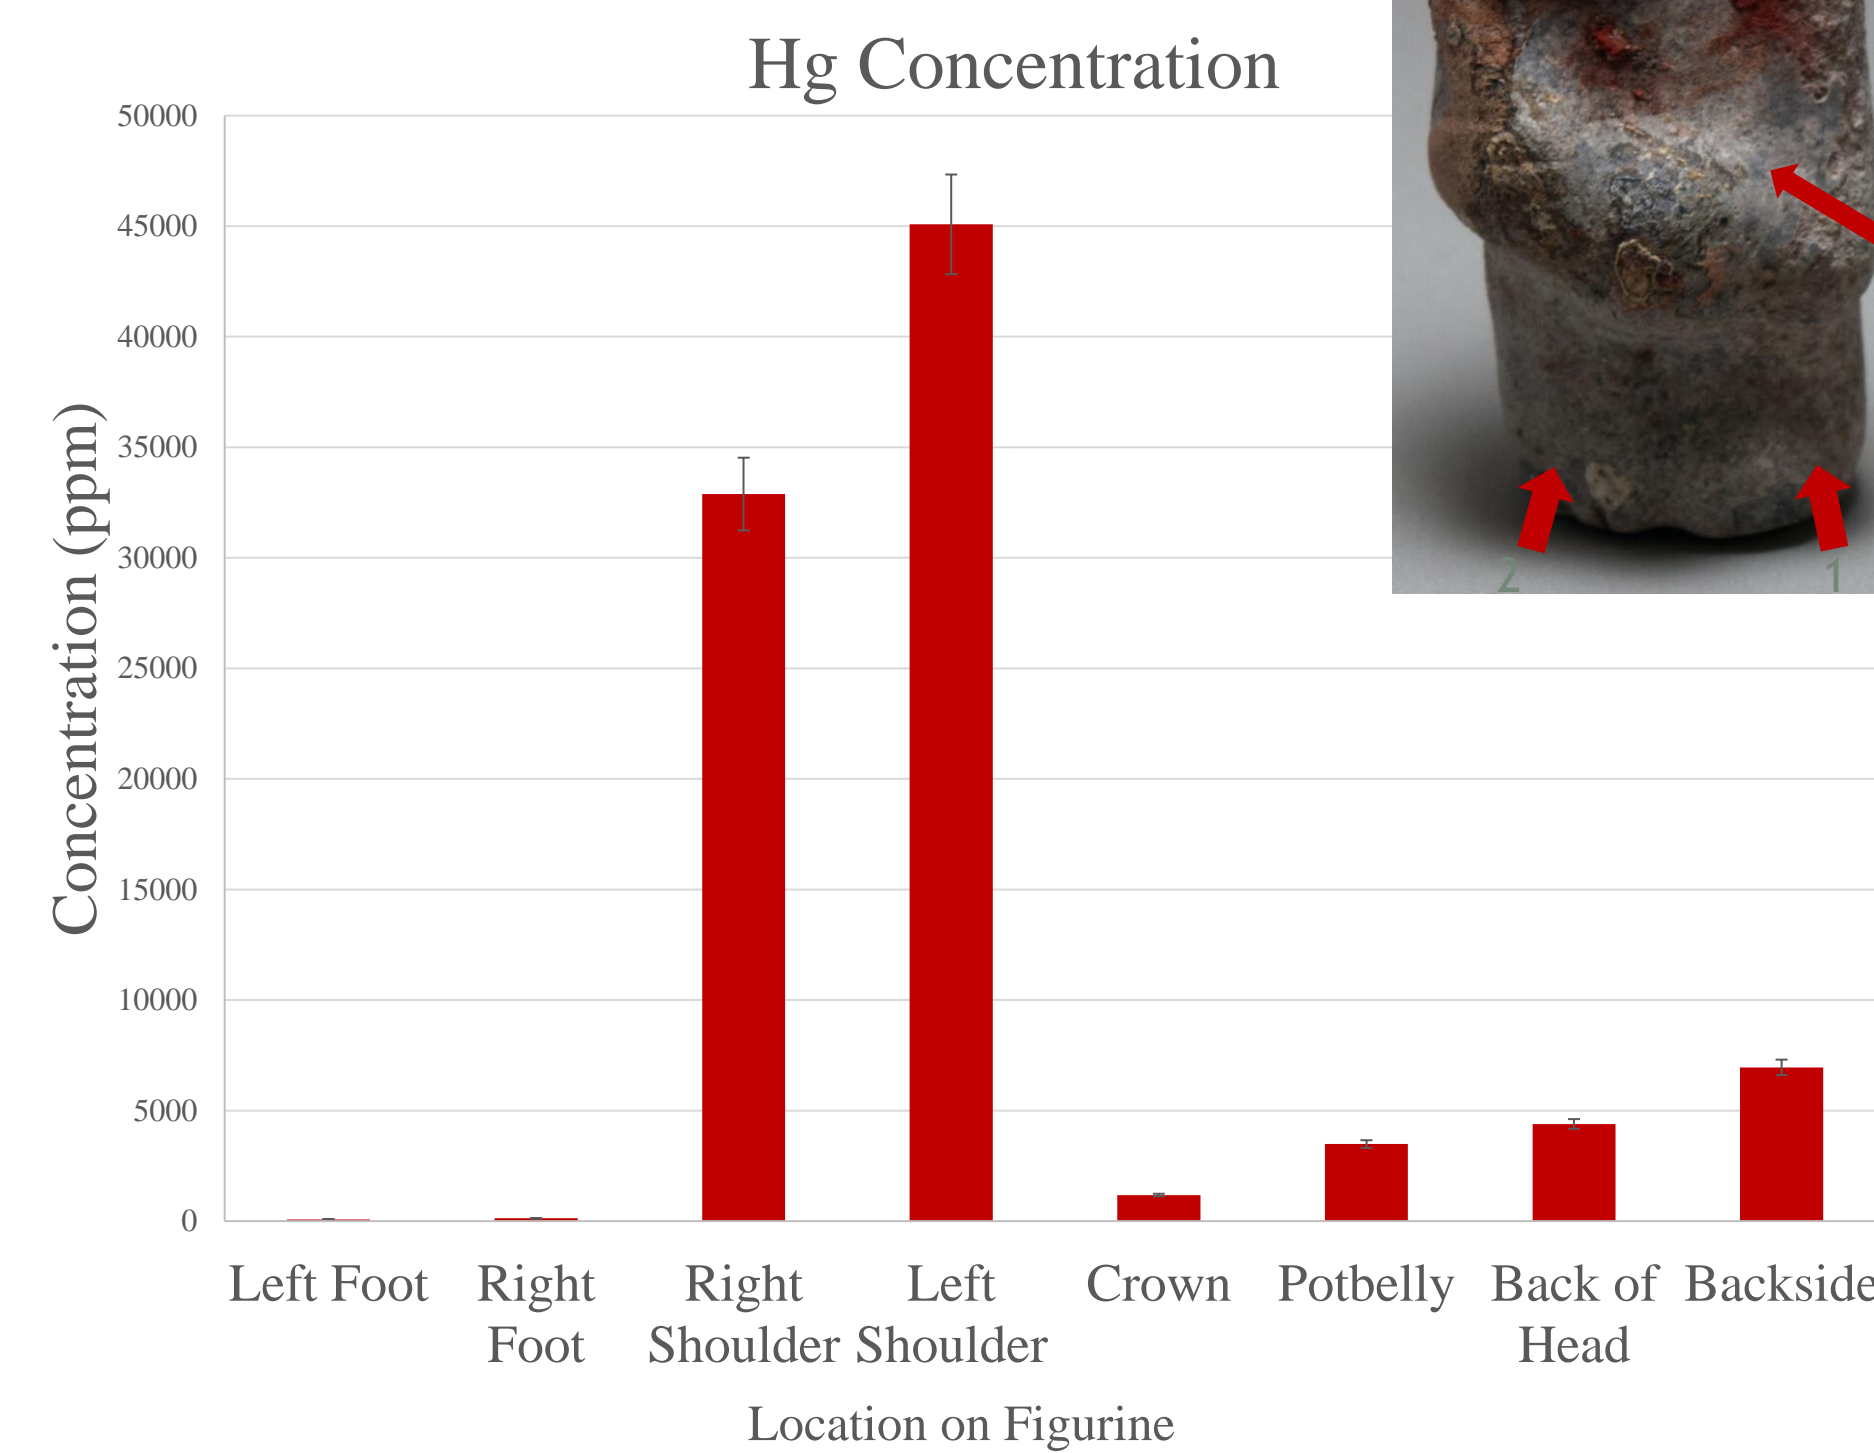 Hg Concentration
50000
45000
40000
35000
30000
25000
20000
15000
10000
5000
0
Concentration (ppm)
2
1
Left Foot
Right
Foot
Right
Shoulder
Left
Shoulder
Crown
Potbelly
Back of
Head
Backside
Location on Figurine